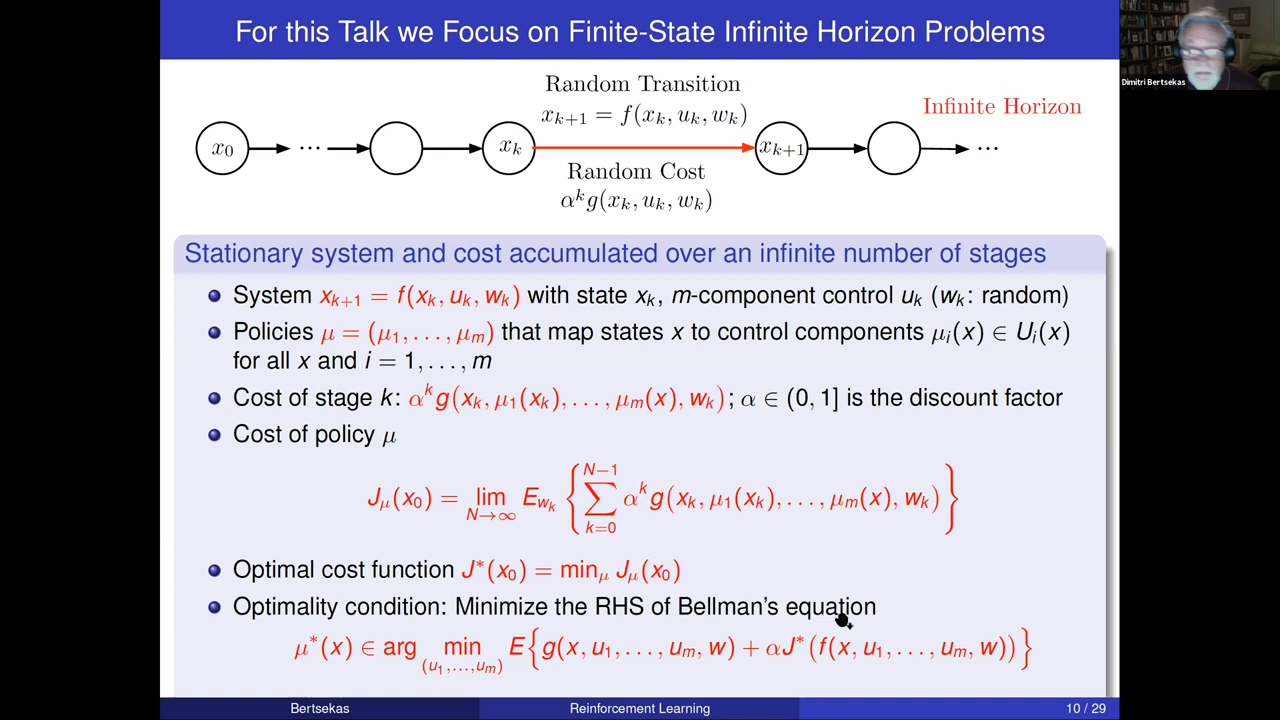 For this Talk we Focus on Finite-State Infinite Horizon Problems
Dimitri Bertsekas
Random Transition
x_{k+1} = f(x_k, u_k, w_k)
Infinite Horizon
x_0 ... x_k x_{k+1} ...
Random Cost
α^k g(x_k, u_k, w_k)
Stationary system and cost accumulated over an infinite number of stages
System x_{k+1} = f(x_k, u_k, w_k) with state x_k, m-component control u_k (w_k: random)
Policies μ = (μ_1, . . . , μ_m) that map states x to control components μ_i(x) ∈ U_i(x)
for all x and i = 1, . . . , m
Cost of stage k: α^k g(x_k, μ_1(x_k), . . . , μ_m(x), w_k); α ∈ (0, 1] is the discount factor
Cost of policy μ
J_μ(x_0) = lim_{N→∞} E_{w_k} { ∑_{k=0}^{N−1} α^k g(x_k, μ_1(x_k), . . . , μ_m(x), w_k) }
Optimal cost function J*(x_0) = min_μ J_μ(x_0)
Optimality condition: Minimize the RHS of Bellman's equation
μ*(x) ∈ arg min_{(u_1,...,u_m)} E{g(x, u_1, . . . , u_m, w) + αJ*(f(x, u_1, . . . , u_m, w))}
Bertsekas
Reinforcement Learning
10 / 29